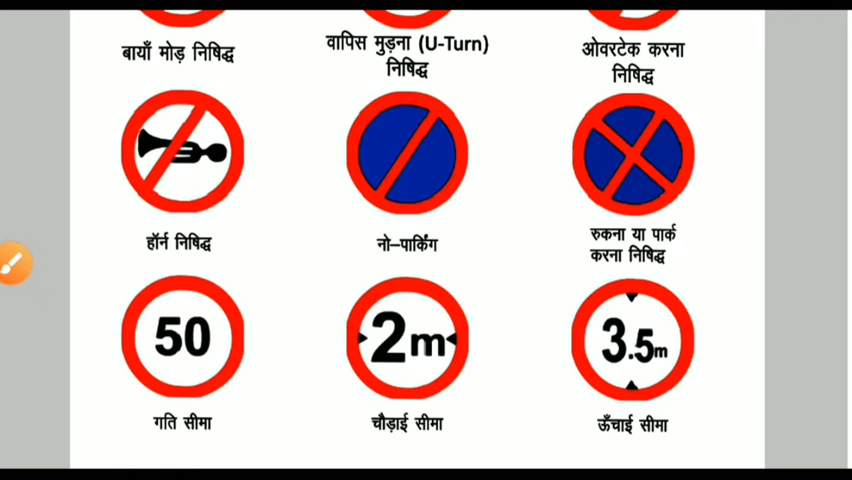 बायाँ मोड़ निषिद्ध
वापिस मुड़ना (U-Turn)
निषिद्ध
ओवरटेक करना
निषिद्ध
हॉर्न निषिद्ध
नो–पार्किंग
रुकना या पार्क
करना निषिद्ध
50
2m
3.5m
गति सीमा
चौड़ाई सीमा
ऊँचाई सीमा